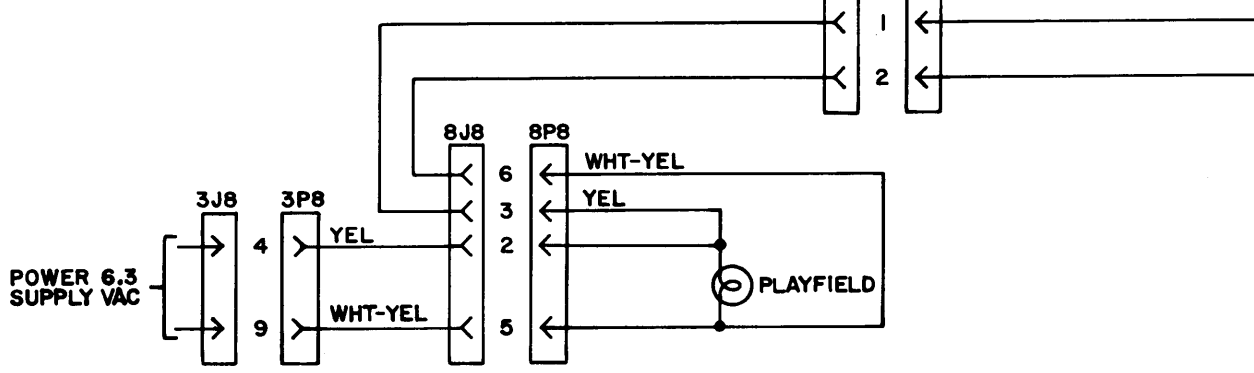 1
2
8J8 8P8
6 WHT-YEL
3J8 3P8 3 YEL
4 YEL 2
POWER 6.3
SUPPLY VAC
PLAYFIELD
9 WHT-YEL 5